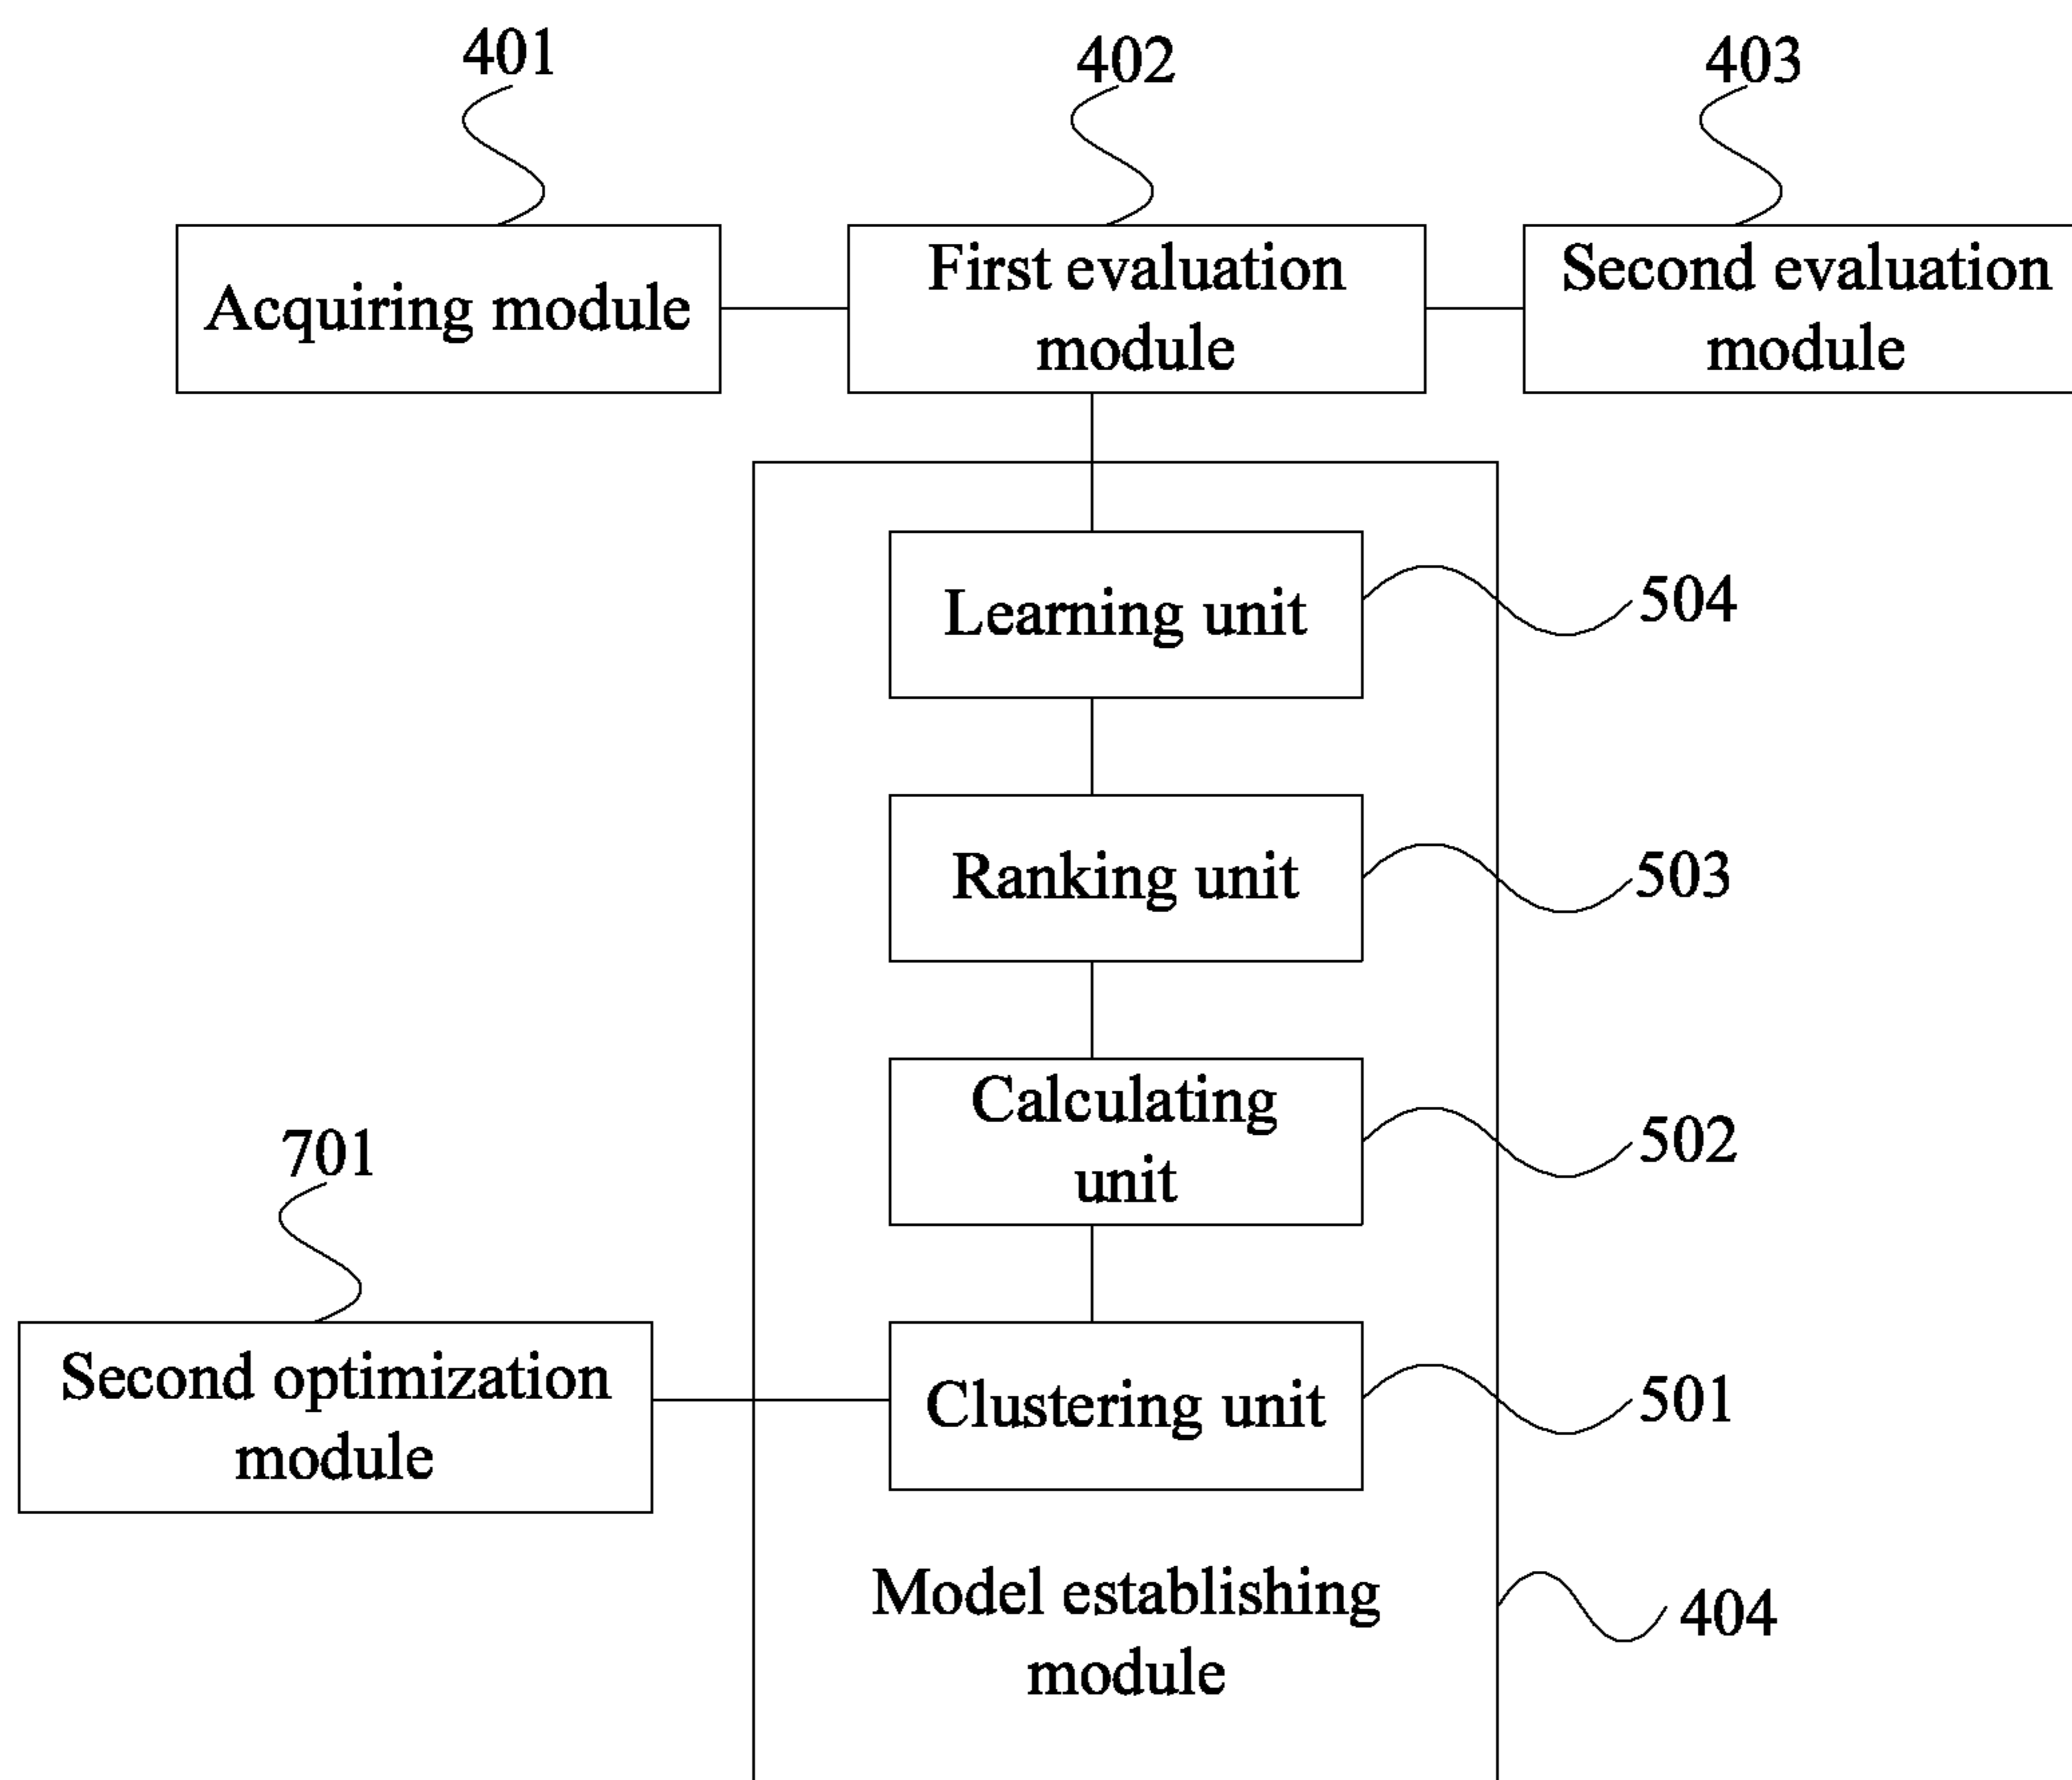 401
402
403
Acquiring module
First evaluation
module
Second evaluation
module
Learning unit
504
Ranking unit
503
Calculating
unit
502
701
Second optimization
module
Clustering unit
501
Model establishing
module
404